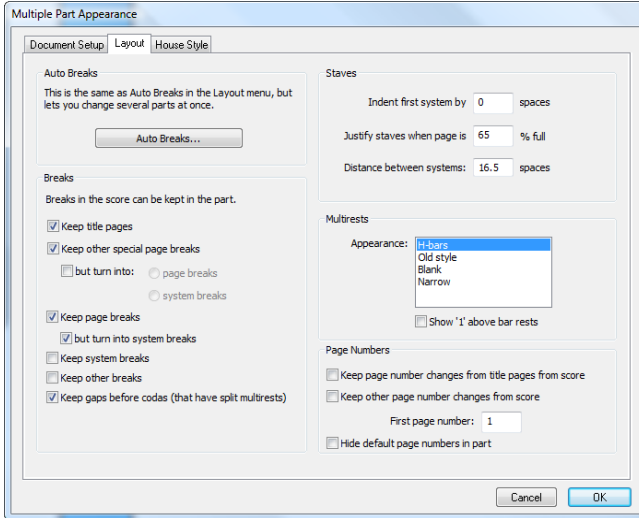 Multiple Part Appearance
Document Setup Layout House Style
Auto Breaks
This is the same as Auto Breaks in the Layout menu, but
lets you change several parts at once.
Auto Breaks...
Breaks
Breaks in the score can be kept in the part.
Keep title pages
Keep other special page breaks
but turn into: page breaks
system breaks
Keep page breaks
but turn into system breaks
Keep system breaks
Keep other breaks
Keep gaps before codas (that have split multirests)
Staves
Indent first system by 0 spaces
Justify staves when page is 65 % full
Distance between systems: 16.5 spaces
Multirests
Appearance: H-bars
Old style
Blank
Narrow
Show '1' above bar rests
Page Numbers
Keep page number changes from title pages from score
Keep other page number changes from score
First page number: 1
Hide default page numbers in part
Cancel OK